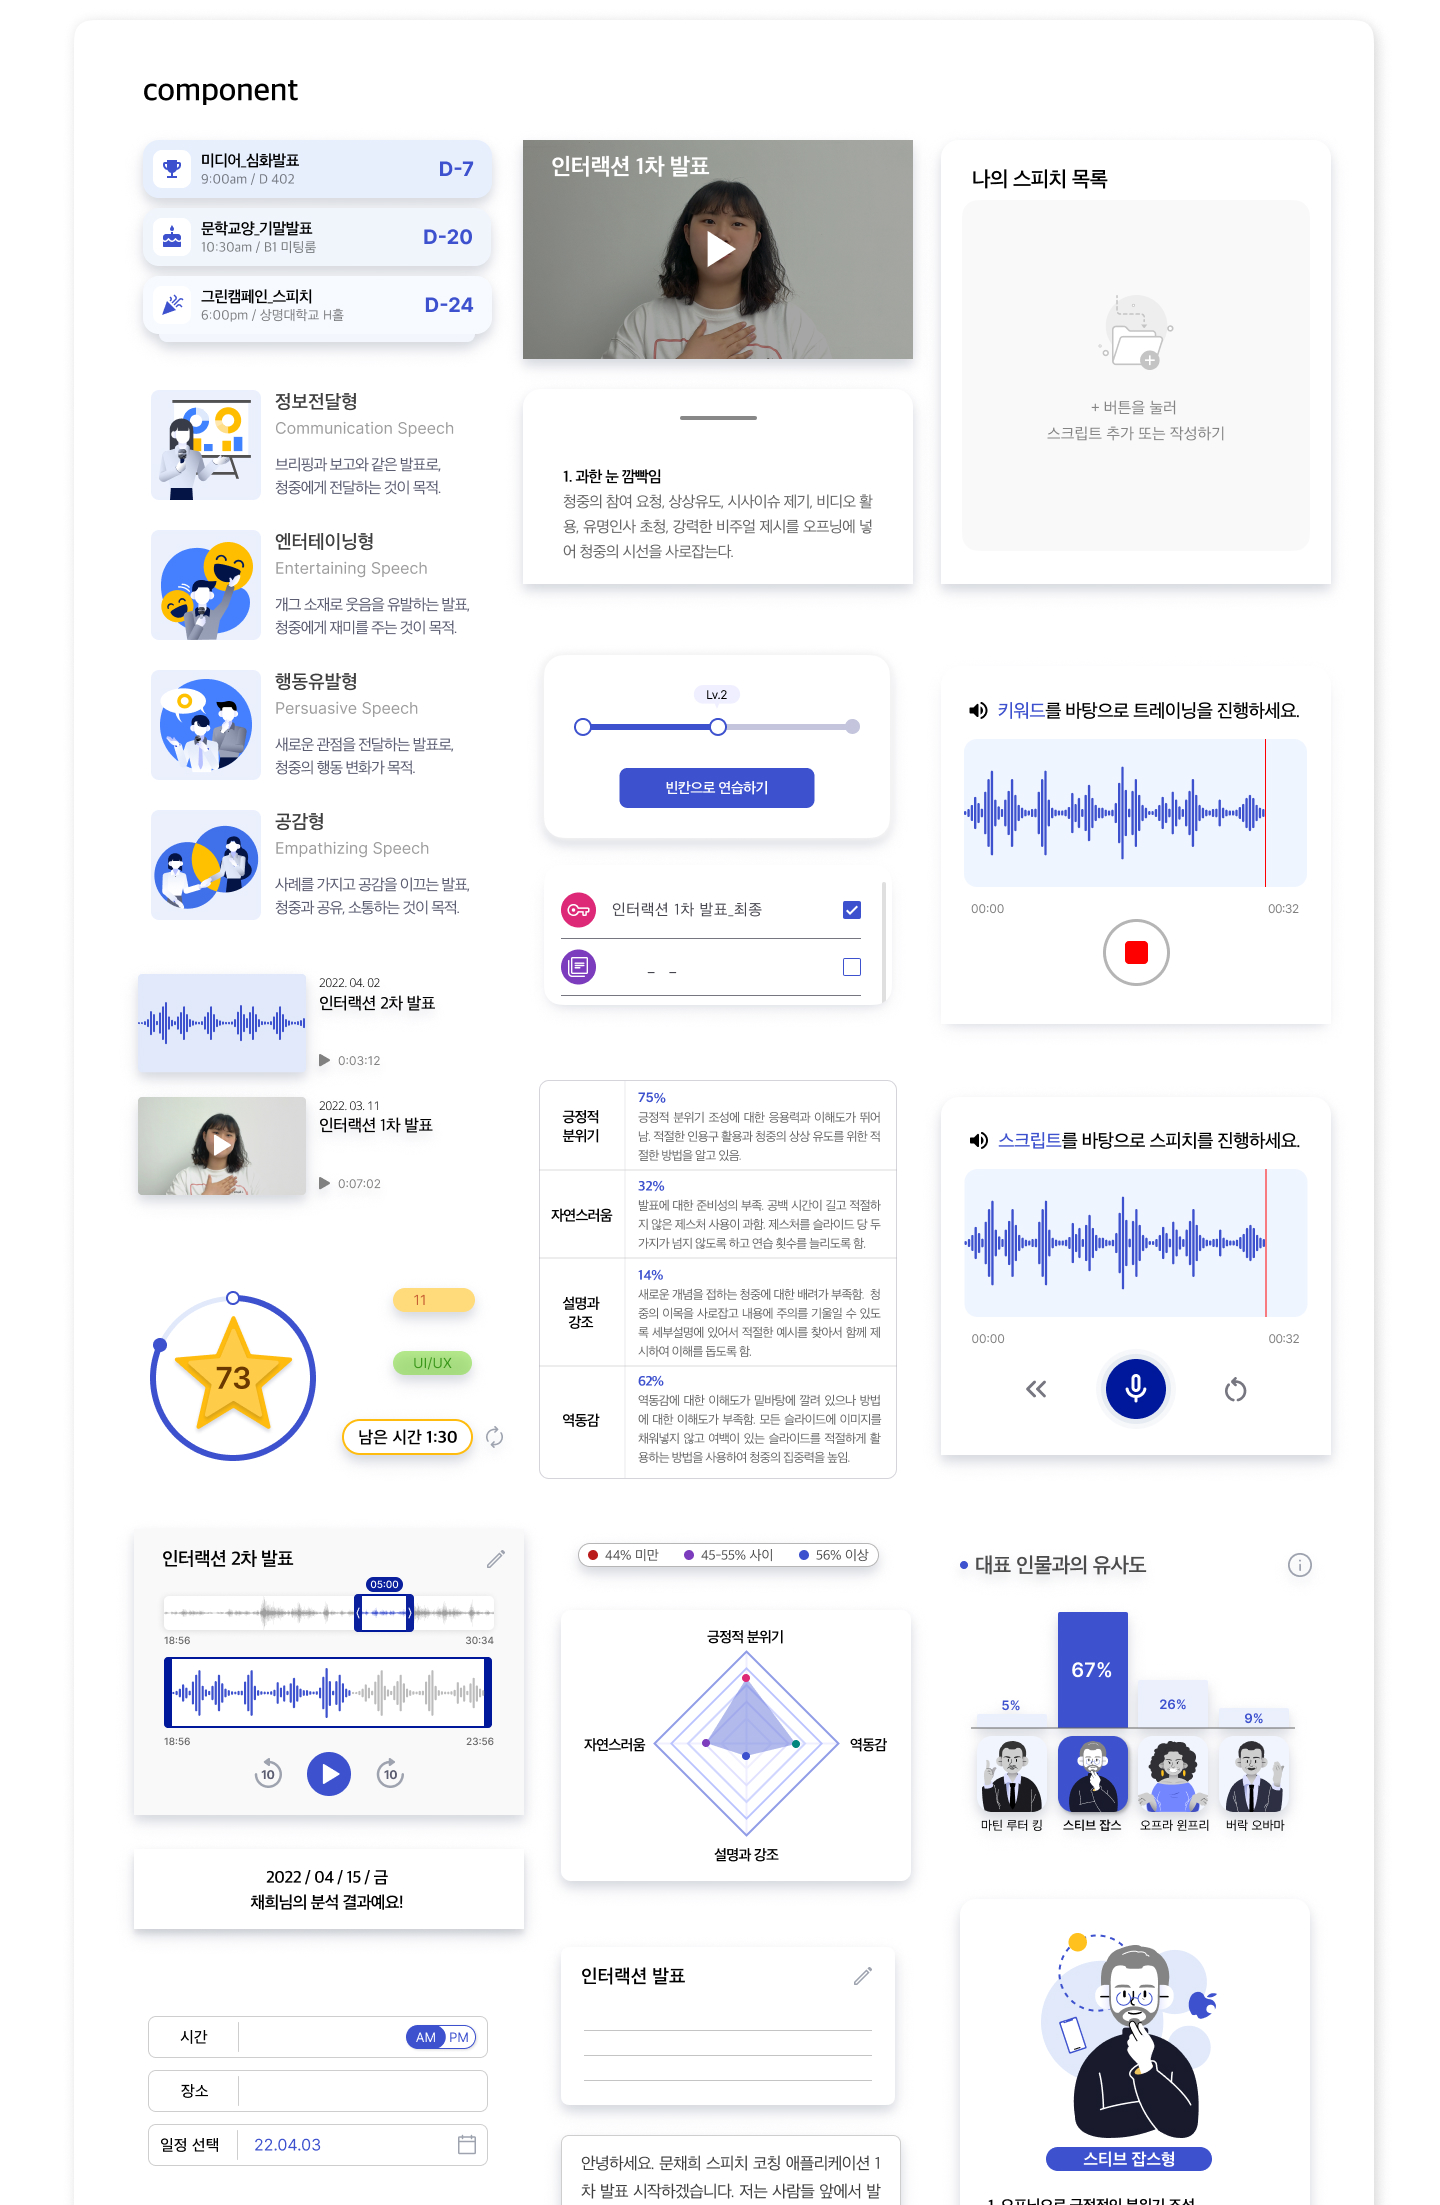 component
미디어_심화발표
9:00am / D 402
D-7
문학교양_기말발표
10:30am / B1 미팅룸
D-20
그린캠페인_스피치
6:00pm / 상명대학교 H홀
D-24
정보전달형
Communication Speech
브리핑과 보고와 같은 발표로,
청중에게 전달하는 것이 목적.
엔터테이닝형
Entertaining Speech
개그 소재로 웃음을 유발하는 발표,
청중에게 재미를 주는 것이 목적.
행동유발형
Persuasive Speech
새로운 관점을 전달하는 발표로,
청중의 행동 변화가 목적.
공감형
Empathizing Speech
사례를 가지고 공감을 이끄는 발표,
청중과 공유, 소통하는 것이 목적.
2022. 04. 02
인터랙션 2차 발표
0:03:12
2022. 03. 11
인터랙션 1차 발표
0:07:02
73
11
UI/UX
남은 시간 1:30
인터랙션 2차 발표
05:00
18:56
30:34
18:56
23:56
10
10
2022 / 04 / 15 / 금
채희님의 분석 결과예요!
시간
AM
PM
장소
일정 선택
22.04.03
인터랙션 1차 발표
1. 과한 눈 깜빡임
청중의 참여 요청, 상상유도, 시사이슈 제기, 비디오 활
용, 유명인사 초청, 강력한 비주얼 제시를 오프닝에 넣
어 청중의 시선을 사로잡는다.
Lv.2
빈칸으로 연습하기
인터랙션 1차 발표_최종
_ _
긍정적
분위기
75%
긍정적 분위기 조성에 대한 응용력과 이해도가 뛰어
남. 적절한 인용구 활용과 청중의 상상 유도를 위한 적
절한 방법을 알고 있음.
자연스러움
32%
발표에 대한 준비성의 부족. 공백 시간이 길고 적절하
지 않은 제스처 사용이 과함. 제스처를 슬라이드 당 두
가지가 넘지 않도록 하고 연습 횟수를 늘리도록 함.
설명과
강조
14%
새로운 개념을 접하는 청중에 대한 배려가 부족함. 청
중의 이목을 사로잡고 내용에 주의를 기울일 수 있도
록 세부설명에 있어서 적절한 예시를 찾아서 함께 제
시하여 이해를 돕도록 함.
역동감
62%
역동감에 대한 이해도가 밑바탕에 깔려 있으나 방법
에 대한 이해도가 부족함. 모든 슬라이드에 이미지를
채워넣지 않고 여백이 있는 슬라이드를 적절하게 활
용하는 방법을 사용하여 청중의 집중력을 높임.
44% 미만
45-55% 사이
56% 이상
긍정적 분위기
자연스러움
역동감
설명과 강조
인터랙션 발표
안녕하세요. 문채희 스피치 코칭 애플리케이션 1
차 발표 시작하겠습니다. 저는 사람들 앞에서 발
나의 스피치 목록
+ 버튼을 눌러
스크립트 추가 또는 작성하기
키워드를 바탕으로 트레이닝을 진행하세요.
00:00
00:32
스크립트를 바탕으로 스피치를 진행하세요.
00:00
00:32
대표 인물과의 유사도
5%
67%
26%
9%
마틴 루터 킹
스티브 잡스
오프라 윈프리
버락 오바마
스티브 잡스형
1. 오프닝으로 긍정적인 분위기 조성